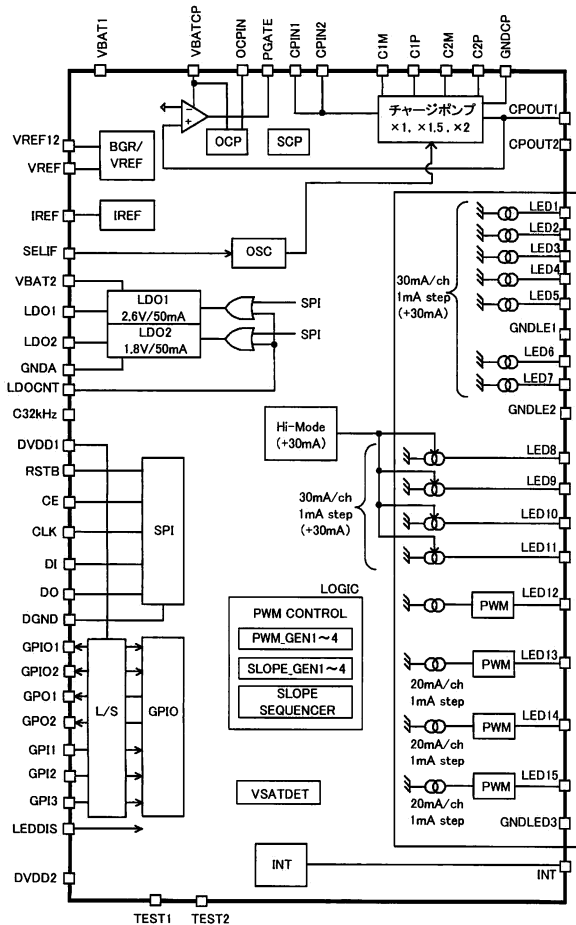 VBAT1
VBATCP
OCPIN
PGATE
CPIN1
CPIN2
C1M
C1P
C2M
C2P
GNDCP
チャージポンプ
×1, ×1.5, ×2
CPOUT1
CPOUT2
OCP
SCP
VREF12
VREF
BGR/
VREF
IREF
IREF
SELIF
OSC
VBAT2
LDO1
LDO1
2.6V/50mA
SPI
LDO2
LDO2
1.8V/50mA
SPI
GNDA
LDOCNT
C32kHz
DVDD1
RSTB
CE
CLK
DI
DO
DGND
SPI
GPIO1
GPIO2
GPO1
GPO2
GPI1
GPI2
GPI3
L/S
GPIO
LEDDIS
DVDD2
TEST1
TEST2
LED1
LED2
LED3
LED4
LED5
30mA/ch
1mA step
(+30mA)
GNDLE1
LED6
LED7
GNDLE2
Hi-Mode
(+30mA)
LED8
LED9
30mA/ch
1mA step
(+30mA)
LED10
LED11
LOGIC
PWM CONTROL
PWM_GEN1~4
SLOPE_GEN1~4
SLOPE
SEQUENCER
LED12
PWM
LED13
PWM
20mA/ch
1mA step
LED14
PWM
20mA/ch
1mA step
LED15
PWM
20mA/ch
1mA step
VSATDET
GNDLED3
INT
INT